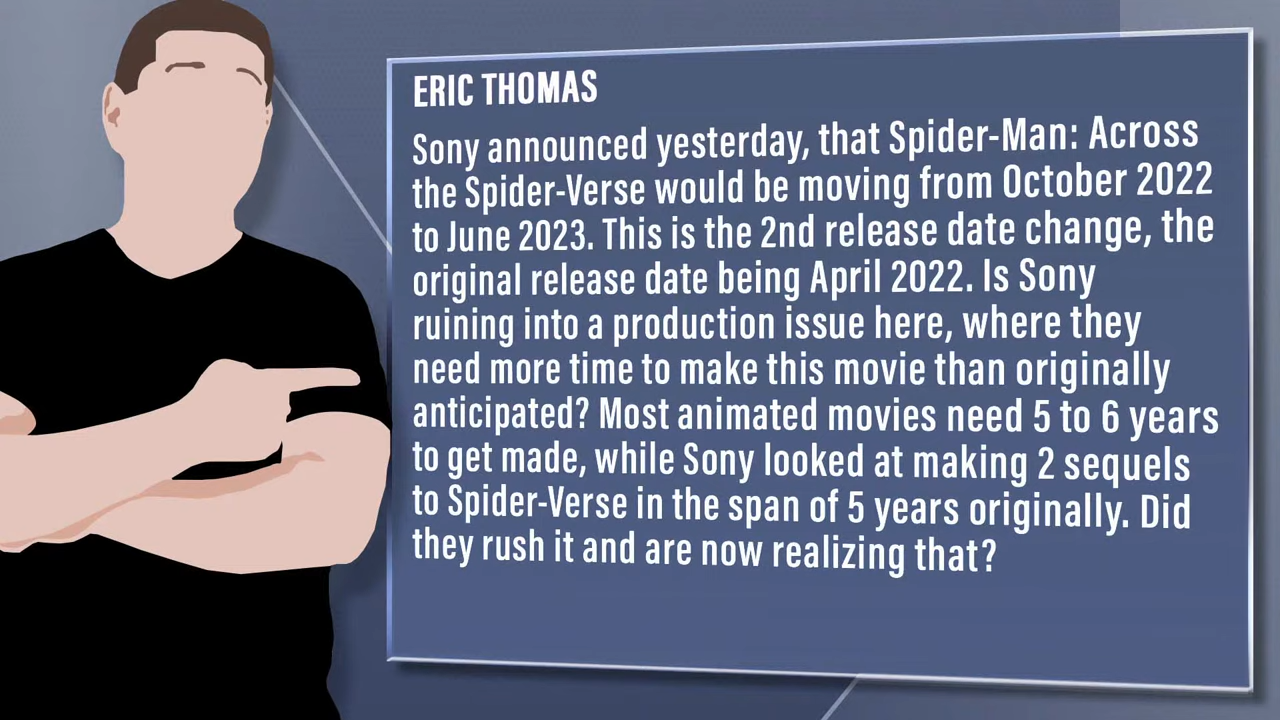 ERIC THOMAS
Sony announced yesterday, that Spider-Man: Across
the Spider-Verse would be moving from October 2022
to June 2023. This is the 2nd release date change, the
original release date being April 2022. Is Sony
ruining into a production issue here, where they
need more time to make this movie than originally
anticipated? Most animated movies need 5 to 6 years
to get made, while Sony looked at making 2 sequels
to Spider-Verse in the span of 5 years originally. Did
they rush it and are now realizing that?